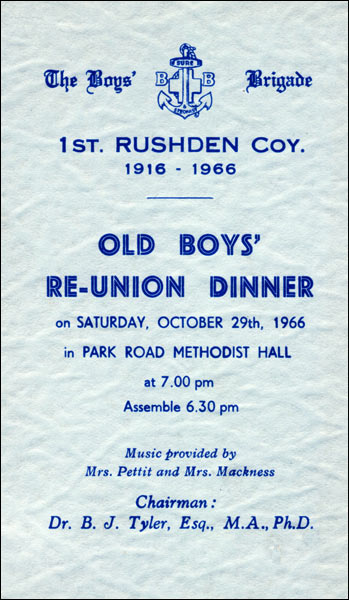 The Boys' B B Brigade
SURE
& STEDFAST
1ST. RUSHDEN COY.
1916 - 1966
OLD BOYS'
RE-UNION DINNER
on SATURDAY, OCTOBER 29th, 1966
in PARK ROAD METHODIST HALL
at 7.00 pm
Assemble 6.30 pm
Music provided by
Mrs. Pettit and Mrs. Mackness
Chairman :
Dr. B. J. Tyler, Esq., M.A., Ph.D.